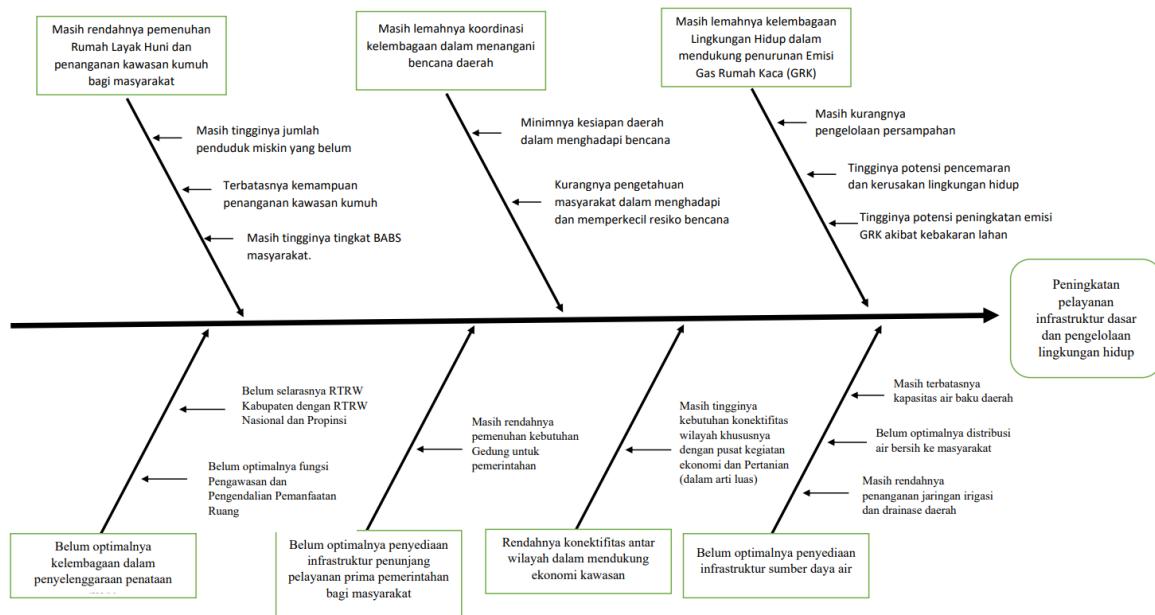 Masih rendahnya pemenuhan
Rumah Layak Huni dan
penanganan kawasan kumuh
bagi masyarakat
Masih lemahnya koordinasi
kelembagaan dalam menangani
bencana daerah
Masih lemahnya kelembagaan
Lingkungan Hidup dalam
mendukung penurunan Emisi
Gas Rumah Kaca (GRK)
Masih tingginya jumlah
penduduk miskin yang belum
Terbatasnya kemampuan
penanganan kawasan kumuh
Masih tingginya tingkat BABS
masyarakat.
Minimnya kesiapan daerah
dalam menghadapi bencana
Kurangnya pengetahuan
masyarakat dalam menghadapi
dan memperkecil resiko bencana
Masih kurangnya
pengelolaan persampahan
Tingginya potensi pencemaran
dan kerusakan lingkungan hidup
Tingginya potensi peningkatan emisi
GRK akibat kebakaran lahan
Peningkatan
pelayanan
infrastruktur dasar
dan pengelolaan
lingkungan hidup
Belum selarasnya RTRW
Kabupaten dengan RTRW
Nasional dan Propinsi
Belum optimalnya fungsi
Pengawasan dan
Pengendalian Pemanfaatan
Ruang
Masih rendahnya
pemenuhan kebutuhan
Gedung untuk
pemerintahan
Masih tingginya
kebutuhan konektifitas
wilayah khususnya
dengan pusat kegiatan
ekonomi dan Pertanian
(dalam arti luas)
Masih terbatasnya
kapasitas air baku daerah
Belum optimalnya distribusi
air bersih ke masyarakat
Masih rendahnya
penanganan jaringan irigasi
dan drainase daerah
Belum optimalnya
kelembagaan dalam
penyelenggaraan penataan
Belum optimalnya penyediaan
infrastruktur penunjang
pelayanan prima pemerintahan
bagi masyarakat
Rendahnya konektifitas antar
wilayah dalam mendukung
ekonomi kawasan
Belum optimalnya penyediaan
infrastruktur sumber daya air